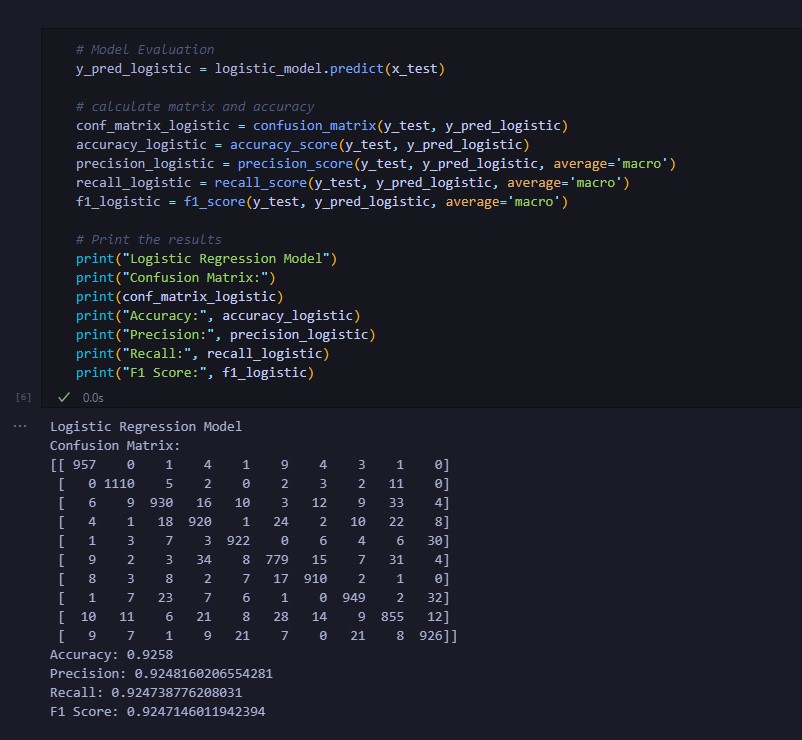 # Model Evaluation
y_pred_logistic = logistic_model.predict(x_test)
# calculate matrix and accuracy
conf_matrix_logistic = confusion_matrix(y_test, y_pred_logistic)
accuracy_logistic = accuracy_score(y_test, y_pred_logistic)
precision_logistic = precision_score(y_test, y_pred_logistic, average='macro')
recall_logistic = recall_score(y_test, y_pred_logistic, average='macro')
f1_logistic = f1_score(y_test, y_pred_logistic, average='macro')
# Print the results
print("Logistic Regression Model")
print("Confusion Matrix:")
print(conf_matrix_logistic)
print("Accuracy:", accuracy_logistic)
print("Precision:", precision_logistic)
print("Recall:", recall_logistic)
print("F1 Score:", f1_logistic)
[6] ✓ 0.0s
... Logistic Regression Model
Confusion Matrix:
[[ 957    0    1    4    1    9    4    3    1    0]
 [   0 1110    5    2    0    2    3    2   11    0]
 [   6    9  930   16   10    3   12    9   33    4]
 [   4    1   18  920    1   24    2   10   22    8]
 [   1    3    7    3  922    0    6    4    6   30]
 [   9    2    3   34    8  779   15    7   31    4]
 [   8    3    8    2    7   17  910    2    1    0]
 [   1    7   23    7    6    1    0  949    2   32]
 [  10   11    6   21    8   28   14    9  855   12]
 [   9    7    1    9   21    7    0   21    8  926]]
Accuracy: 0.9258
Precision: 0.9248160206554281
Recall: 0.924738776208031
F1 Score: 0.9247146011942394